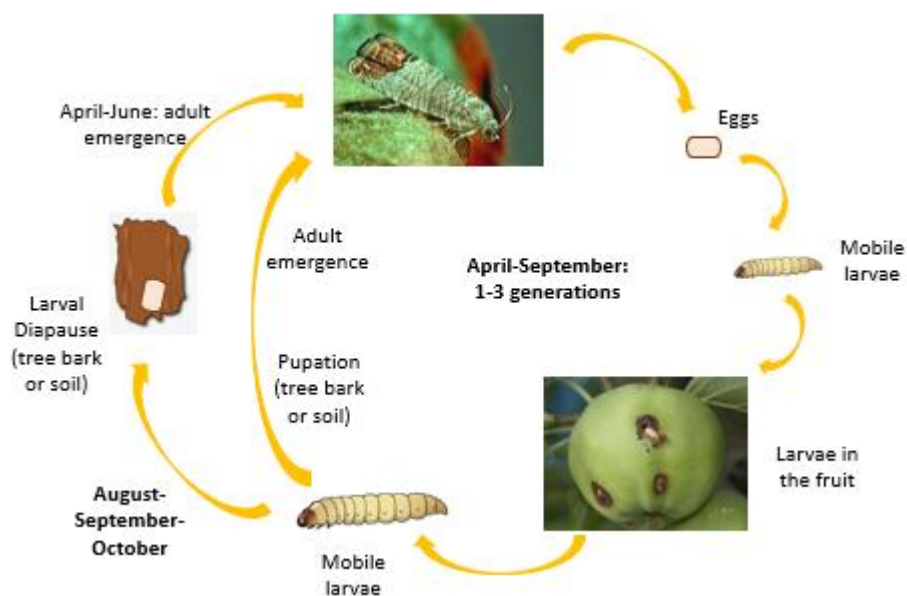 April-June: adult
emergence
Eggs
Adult
emergence
April-September:
1-3 generations
Mobile
larvae
Larval
Diapause
(tree bark
or soil)
Pupation
(tree bark
or soil)
Larvae in
the fruit
August-
September-
October
Mobile
larvae